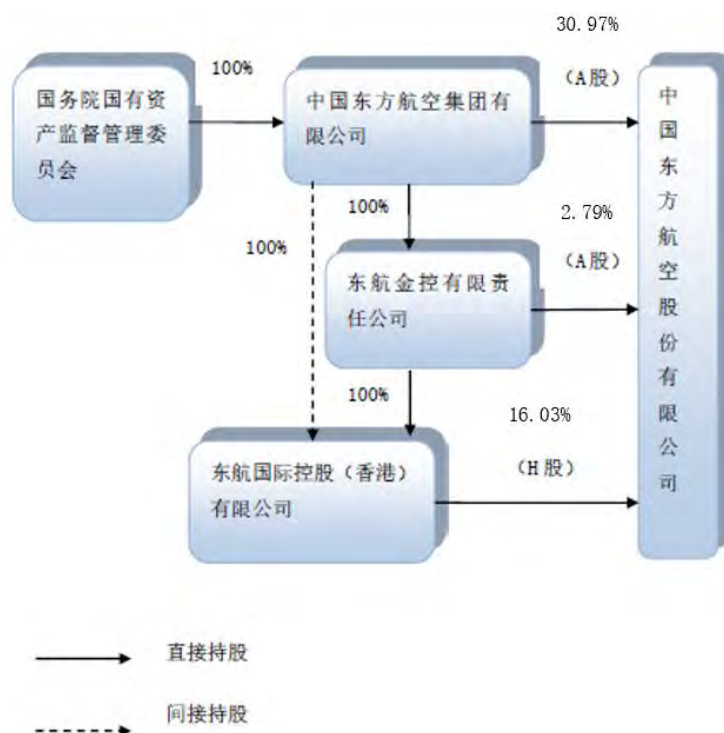 30.97%
100%
（A股）
国务院国有资
产监督管理委
员会
中国东方航空集团有
限公司
中
国
东
方
航
空
股
份
有
限
公
司
100%
2.79%
100%
（A股）
东航金控有限责
任公司
100%
16.03%
东航国际控股（香港）
有限公司
（H股）
直接持股
间接持股